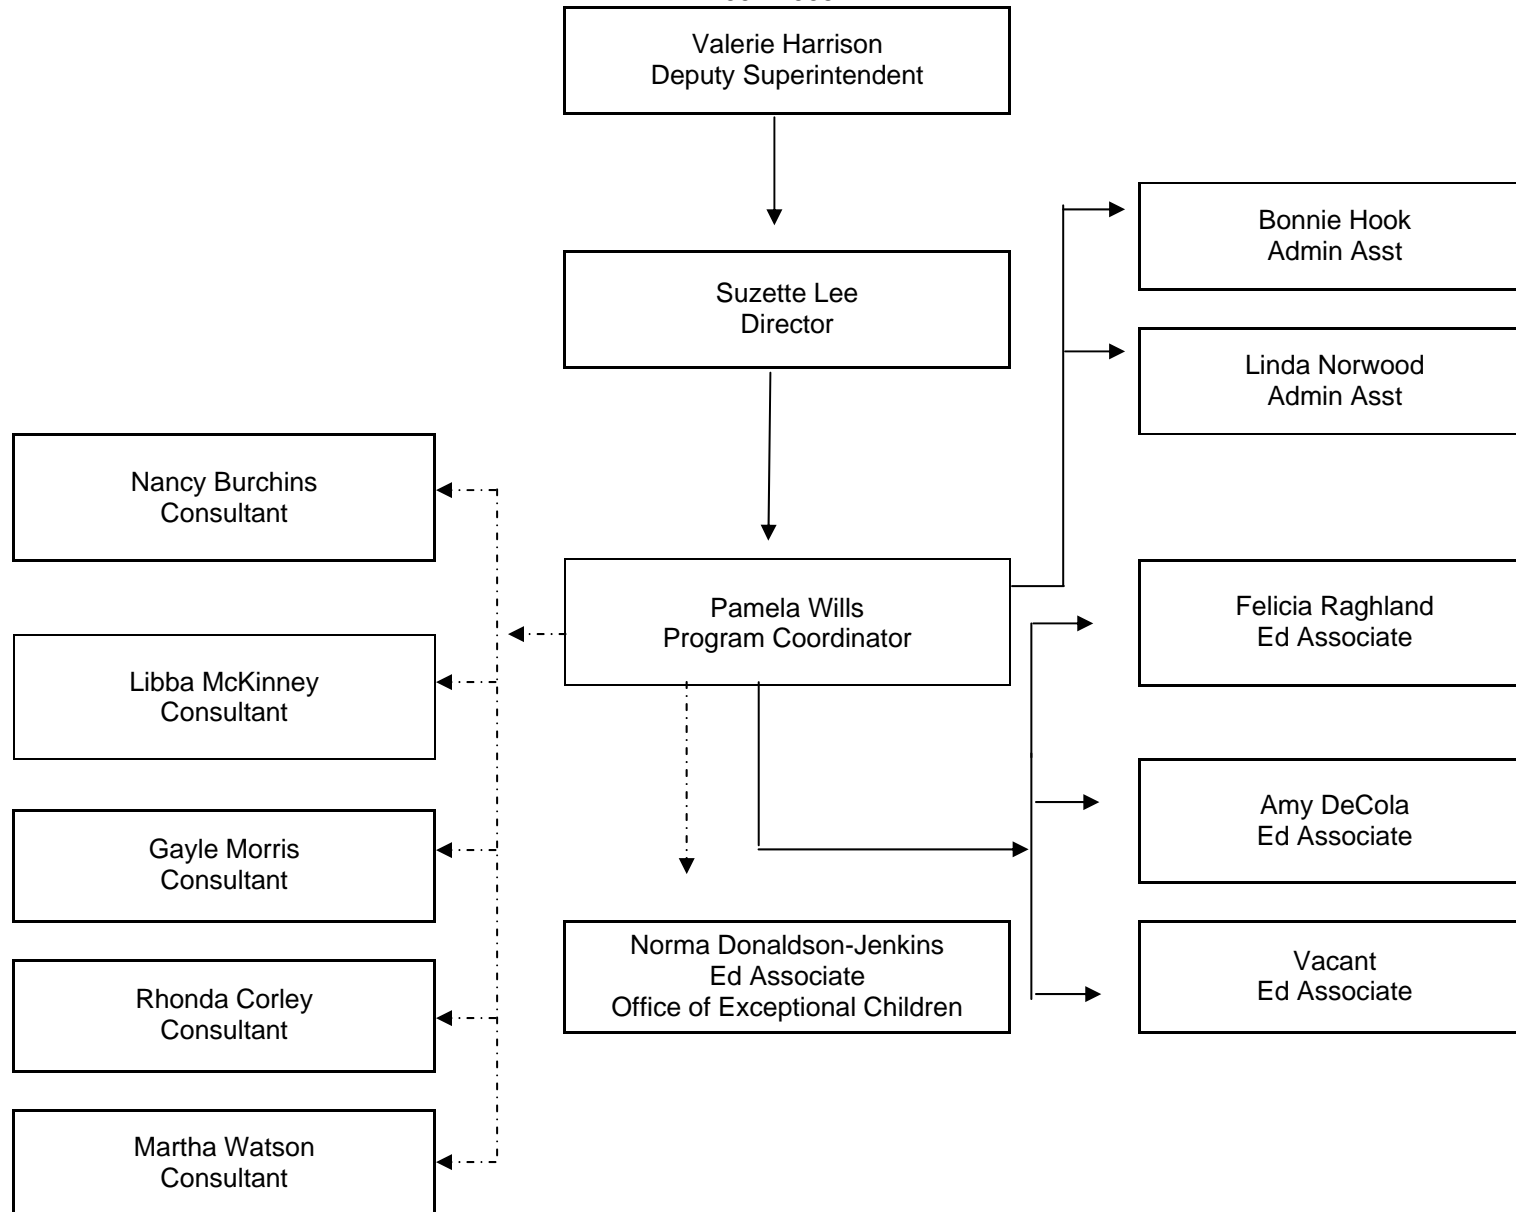 Valerie Harrison
Deputy Superintendent
Suzette Lee
Director
Bonnie Hook
Admin Asst
Linda Norwood
Admin Asst
Nancy Burchins
Consultant
Pamela Wills
Program Coordinator
Felicia Raghland
Ed Associate
Libba McKinney
Consultant
Amy DeCola
Ed Associate
Gayle Morris
Consultant
Norma Donaldson-Jenkins
Ed Associate
Office of Exceptional Children
Vacant
Ed Associate
Rhonda Corley
Consultant
Martha Watson
Consultant